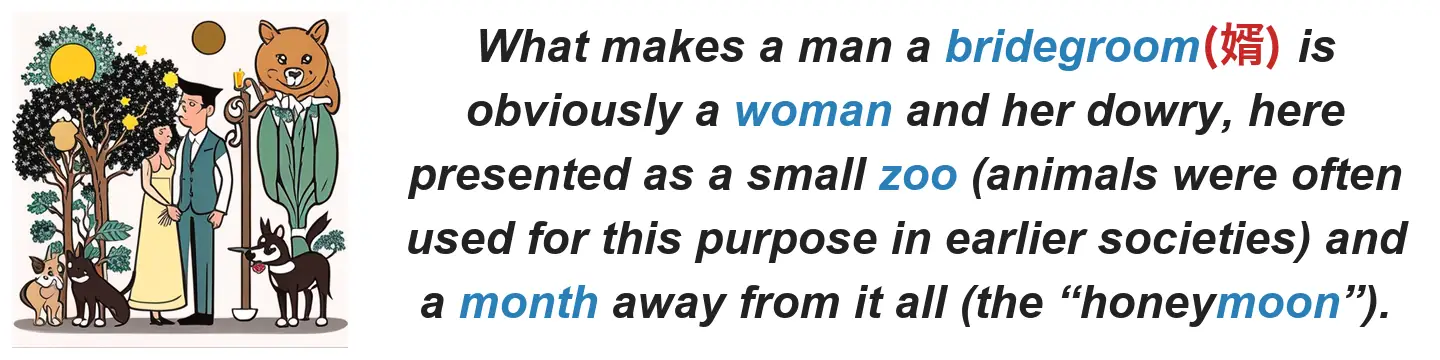 What makes a man a bridegroom(婿) is
obviously a woman and her dowry, here
presented as a small zoo (animals were often
used for this purpose in earlier societies) and
a month away from it all (the “honeymoon”).